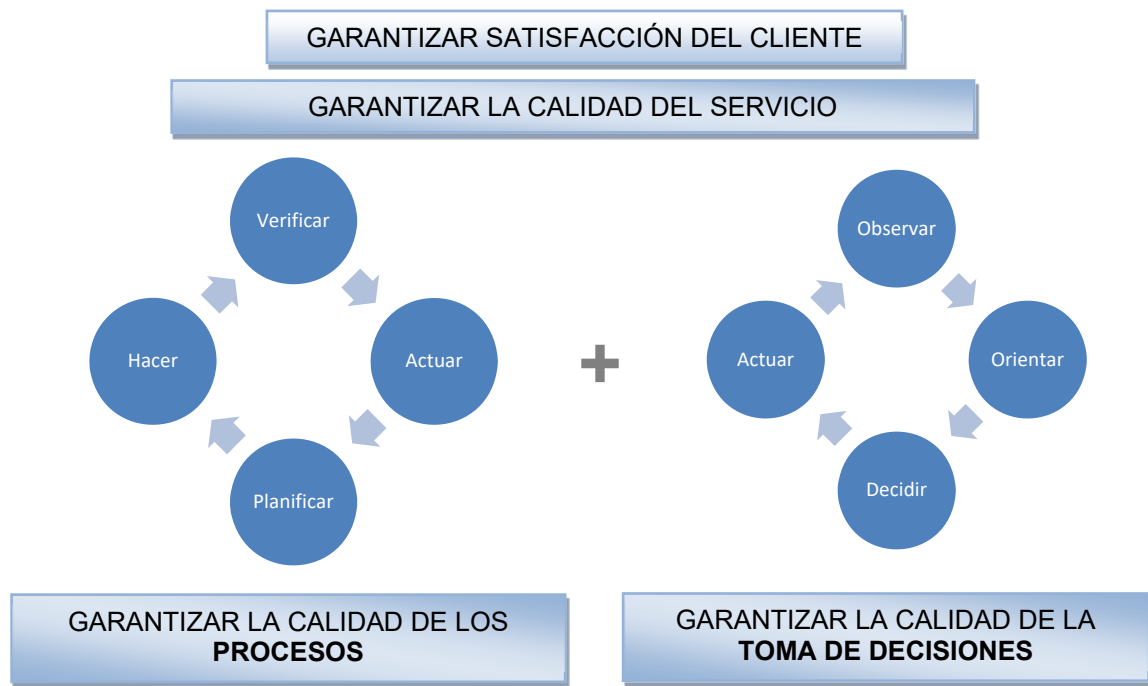 GARANTIZAR SATISFACCIÓN DEL CLIENTE
GARANTIZAR LA CALIDAD DEL SERVICIO
Verificar
Hacer
Actuar
Planificar
Observar
Actuar
Orientar
Decidir
GARANTIZAR LA CALIDAD DE LOS
PROCESOS
GARANTIZAR LA CALIDAD DE LA
TOMA DE DECISIONES